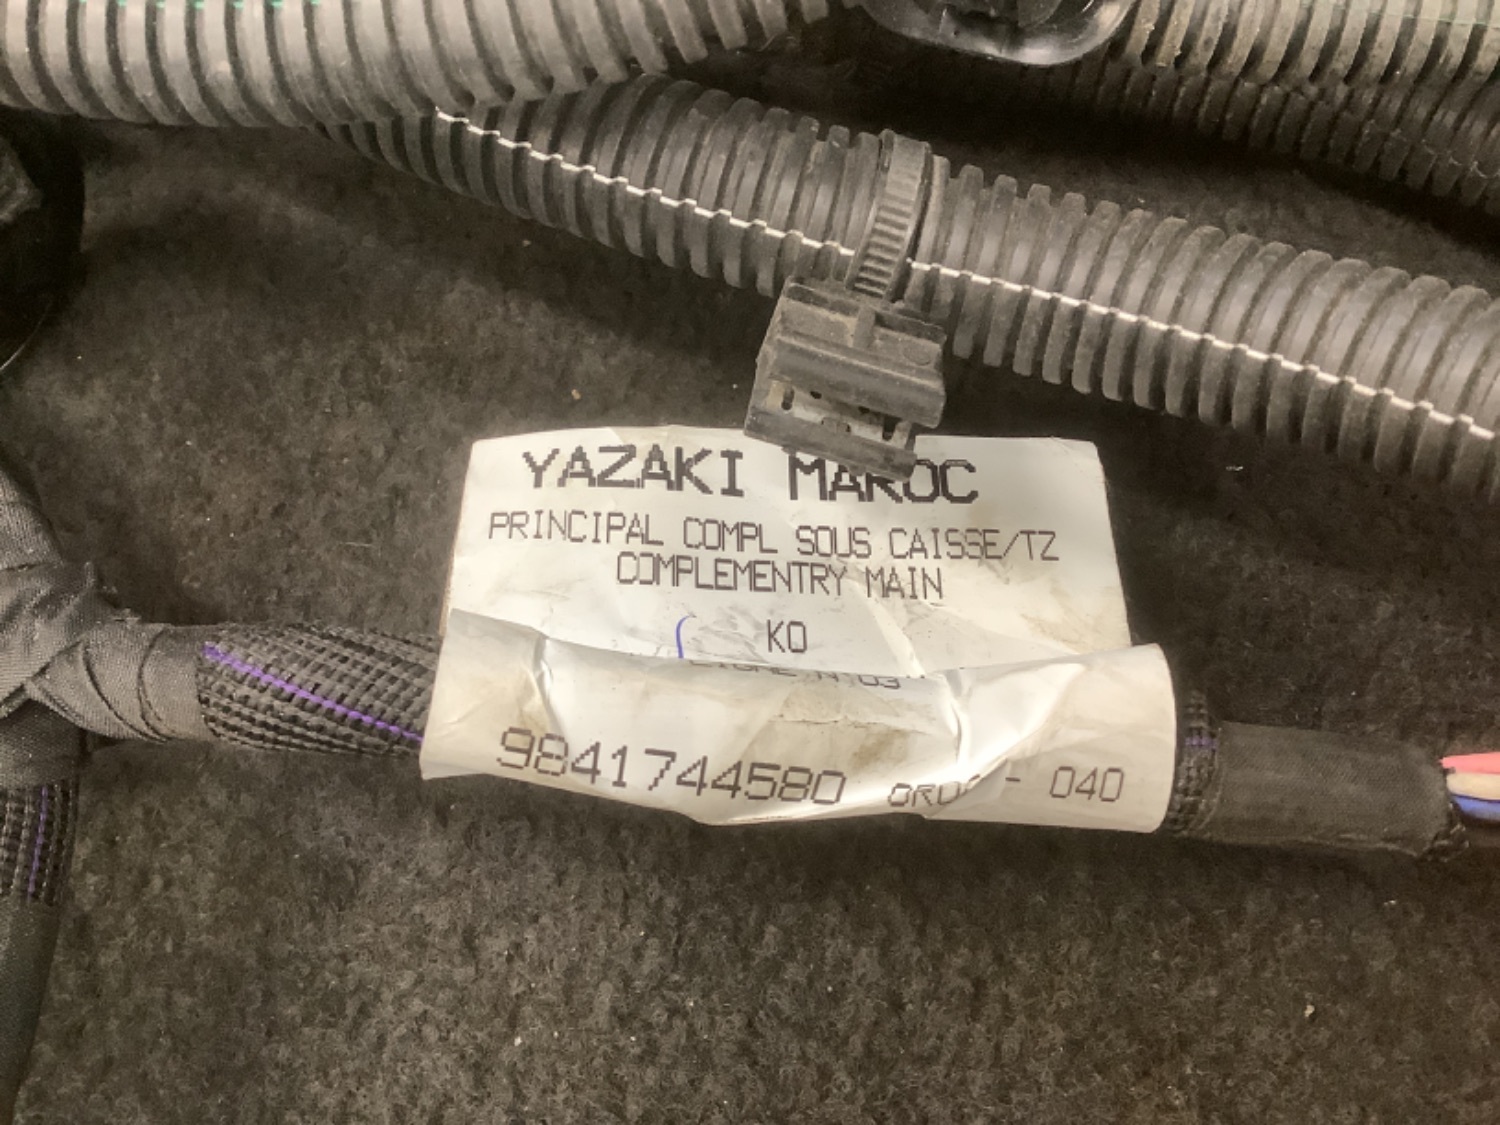 YAZAKI MAROC
PRINCIPAL COMPL SOUS CAISSE/TZ
COMPLEMENTRY MAIN
KO
9841744580 - 040